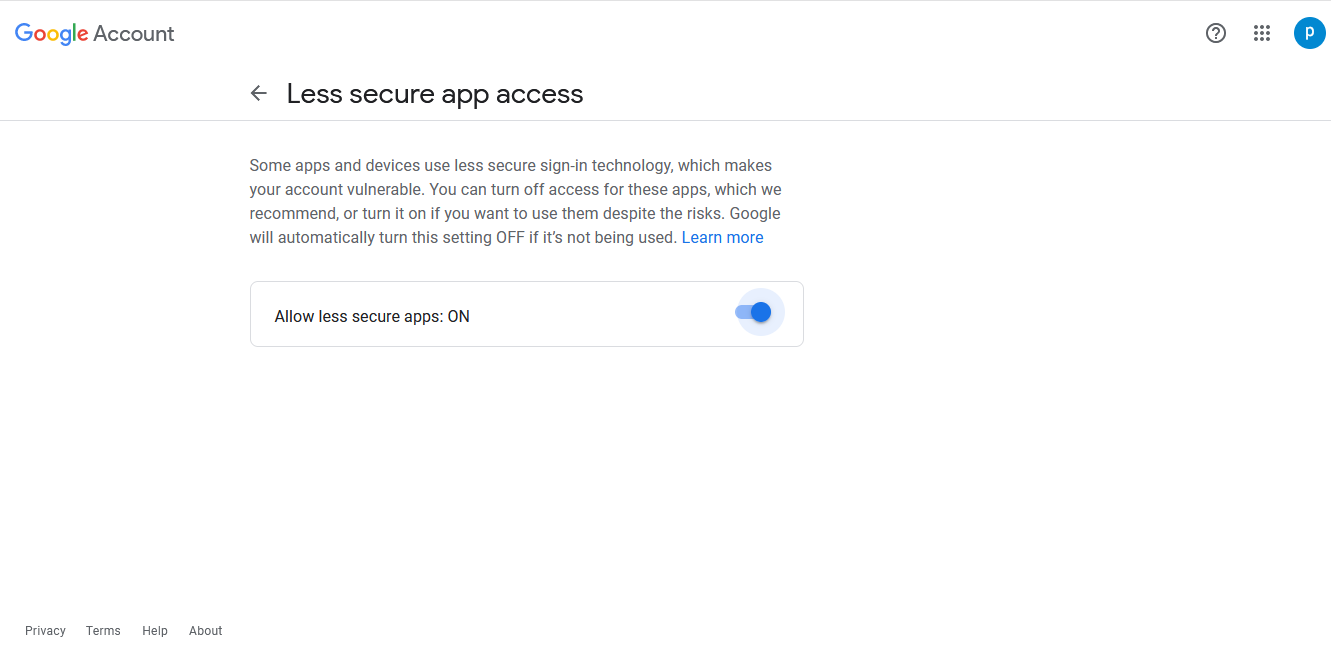 Google Account
P
Less secure app access
Some apps and devices use less secure sign-in technology, which makes
your account vulnerable. You can turn off access for these apps, which we
recommend, or turn it on if you want to use them despite the risks. Google
will automatically turn this setting OFF if it’s not being used. Learn more
Allow less secure apps: ON
Privacy Terms Help About